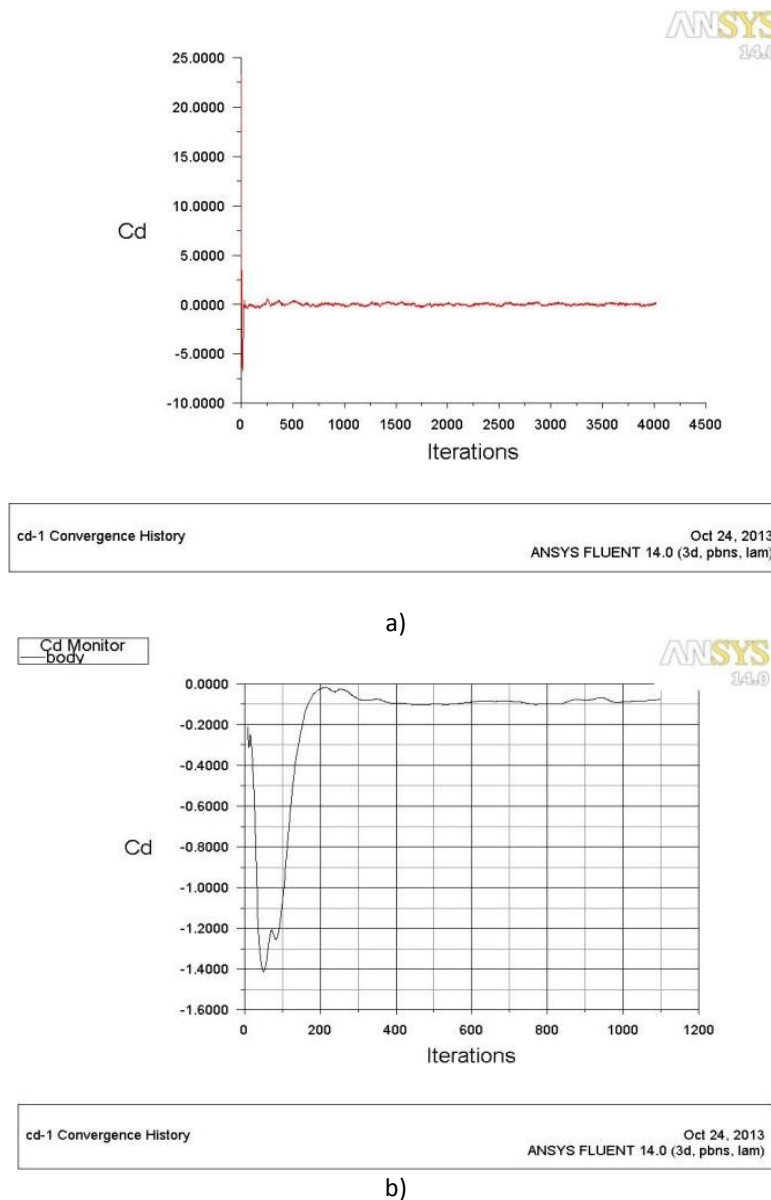 ANSYS
14.0
25.0000
20.0000
15.0000
10.0000
5.0000
0.0000
-5.0000
-10.0000
Cd
0 500 1000 1500 2000 2500 3000 3500 4000 4500
Iterations
cd-1 Convergence History
Oct 24, 2013
ANSYS FLUENT 14.0 (3d, pbns, lam)
a)
Cd Monitor
body
ANSYS
14.0
0.0000
-0.2000
-0.4000
-0.6000
-0.8000
-1.0000
-1.2000
-1.4000
-1.6000
Cd
0 200 400 600 800 1000 1200
Iterations
cd-1 Convergence History
Oct 24, 2013
ANSYS FLUENT 14.0 (3d, pbns, lam)
b)